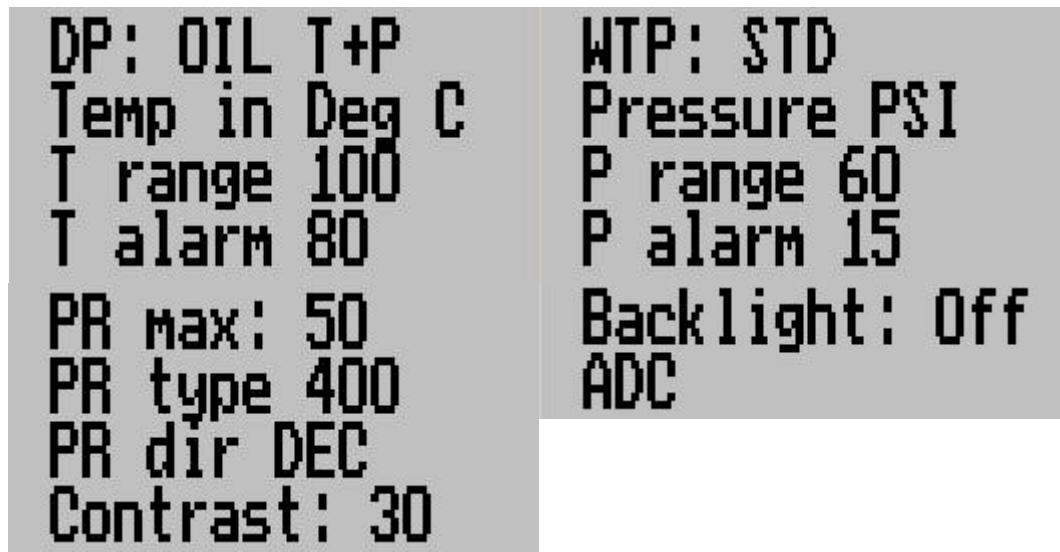 DP: OIL T+P
Temp in Deg C
T range 100
T alarm 80
WTP: STD
Pressure PSI
P range 60
P alarm 15
PR max: 50
PR type 400
PR dir DEC
Contrast: 30
Backlight: Off
ADC